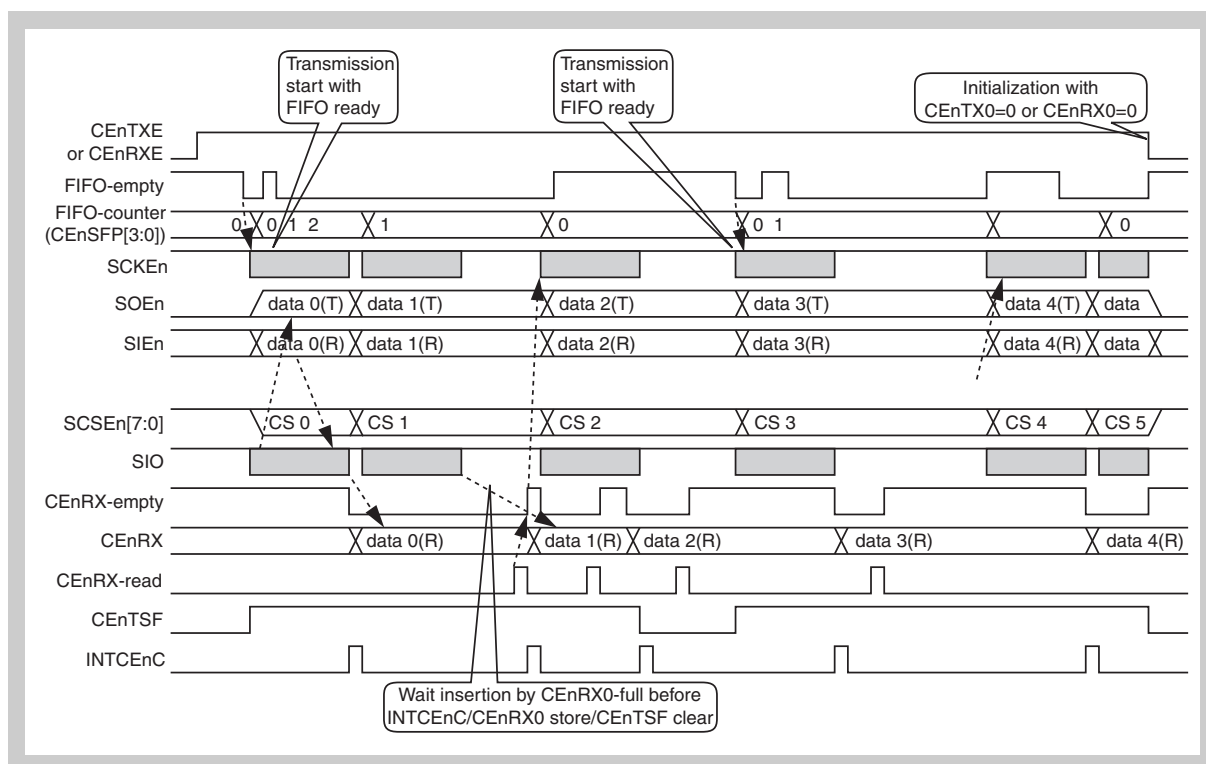 Transmission
start with
FIFO ready
Transmission
start with
FIFO ready
Initialization with
CEnTX0=0 or CEnRX0=0
CEnTXE
or CEnRXE
FIFO-empty
FIFO-counter
(CEnSFP[3:0])
0 0 1 2 1 0 0 1 0
SCKEn
SOEn data 0(T) data 1(T) data 2(T) data 3(T) data 4(T) data
SIEn data 0(R) data 1(R) data 2(R) data 3(R) data 4(R) data
SCSEn[7:0] CS 0 CS 1 CS 2 CS 3 CS 4 CS 5
SIO
CEnRX-empty
CEnRX data 0(R) data 1(R) data 2(R) data 3(R) data 4(R)
CEnRX-read
CEnTSF
INTCEnC
Wait insertion by CEnRX0-full before
INTCEnC/CEnRX0 store/CEnTSF clear